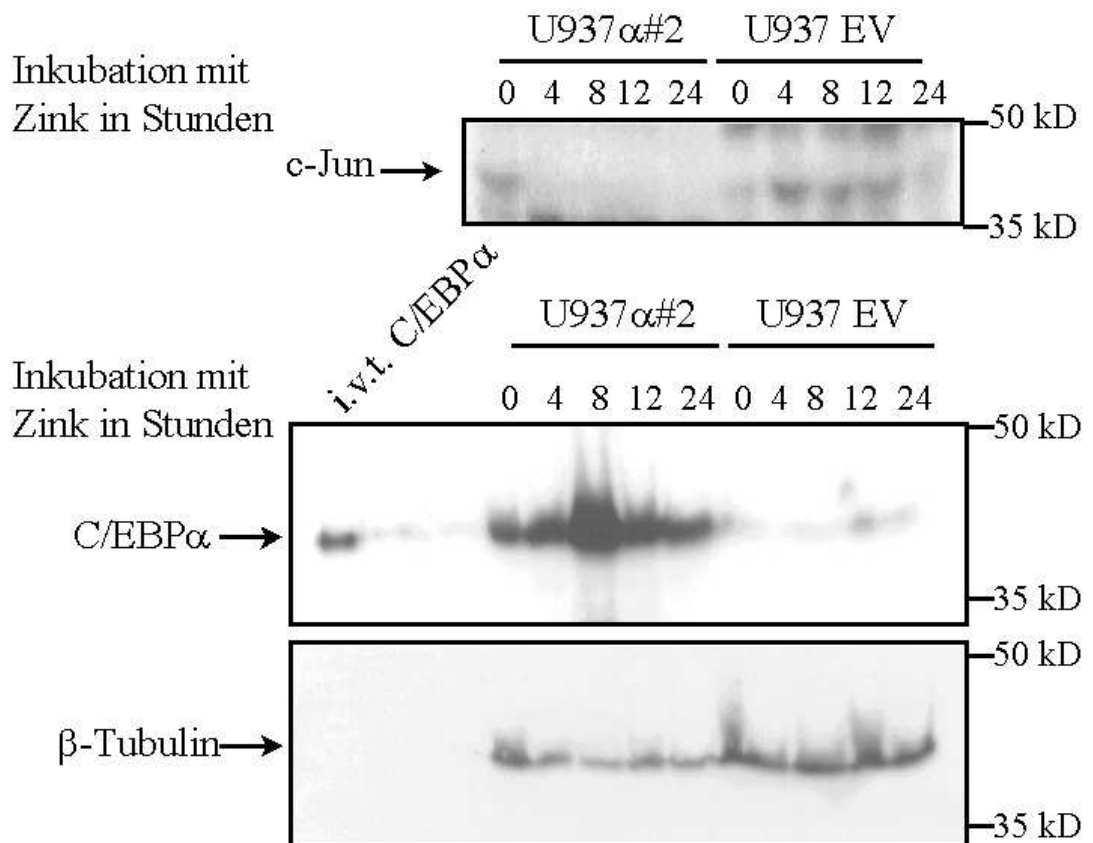 U937α#2 U937 EV
Inkubation mit
Zink in Stunden
0 4 8 12 24 0 4 8 12 24
50 kD
c-Jun
35 kD
i.v.t. C/EBPα
U937α#2 U937 EV
Inkubation mit
Zink in Stunden
0 4 8 12 24 0 4 8 12 24
50 kD
C/EBPα
35 kD
50 kD
β-Tubulin
35 kD